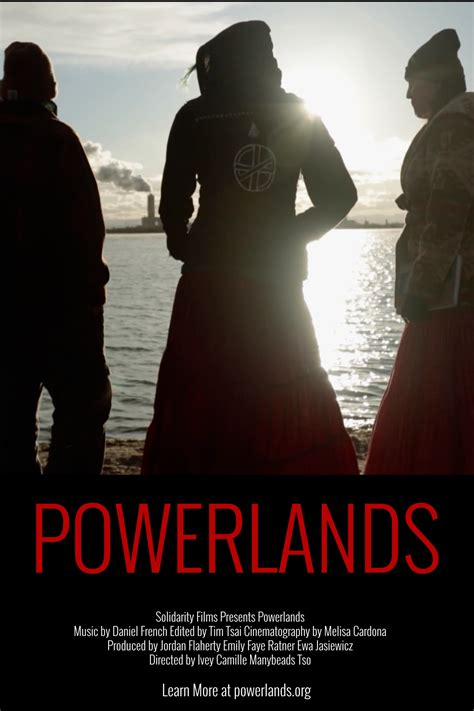 POWERLANDS
Solidarity Films Presents Powerlands
Music by Daniel French Edited by Tim Tsai Cinematography by Melisa Cardona
Produced by Jordan Flaherty Emily Faye Ratner Ewa Jasiewicz
Directed by Ivey Camille Manybeads Tso
Learn More at powerlands.org